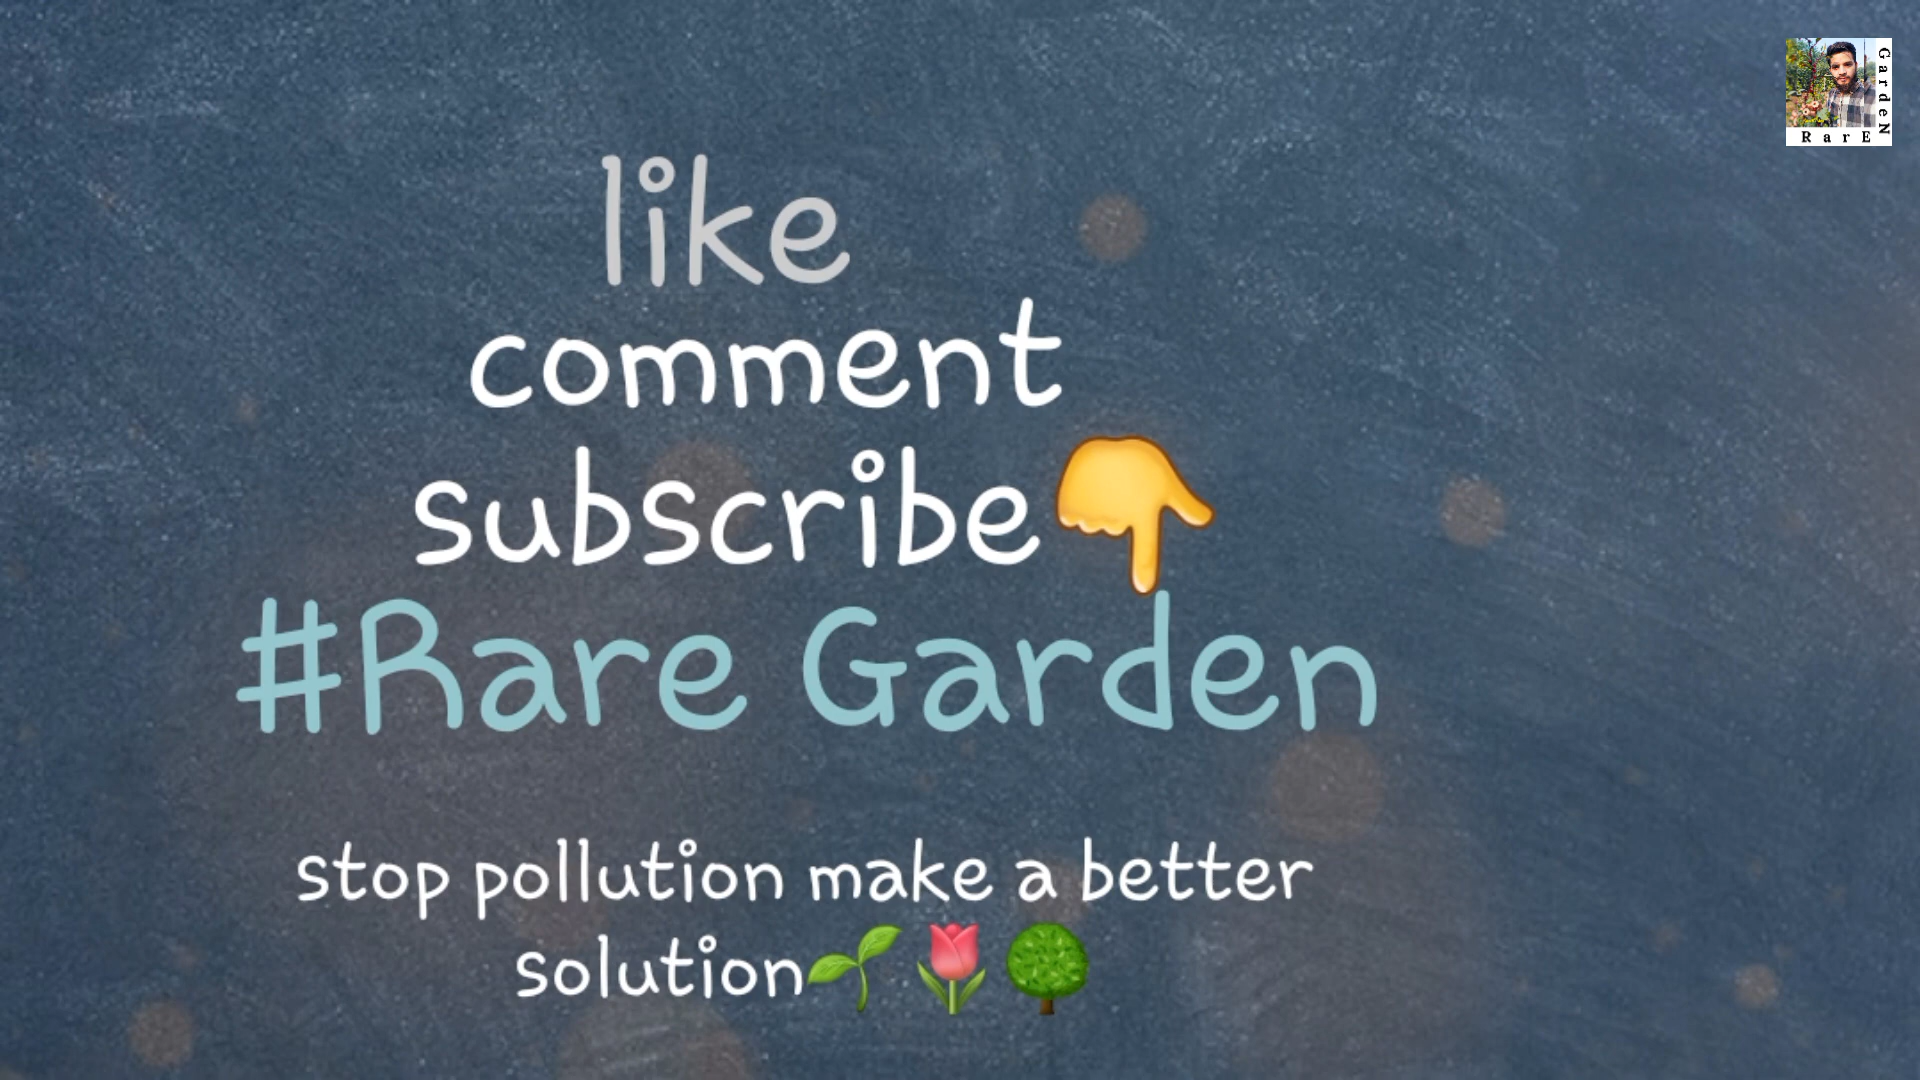 like
comment
subscribe👇
#Rare Garden
stop pollution make a better
solution🌱🌷🌳
GardeN
RarE